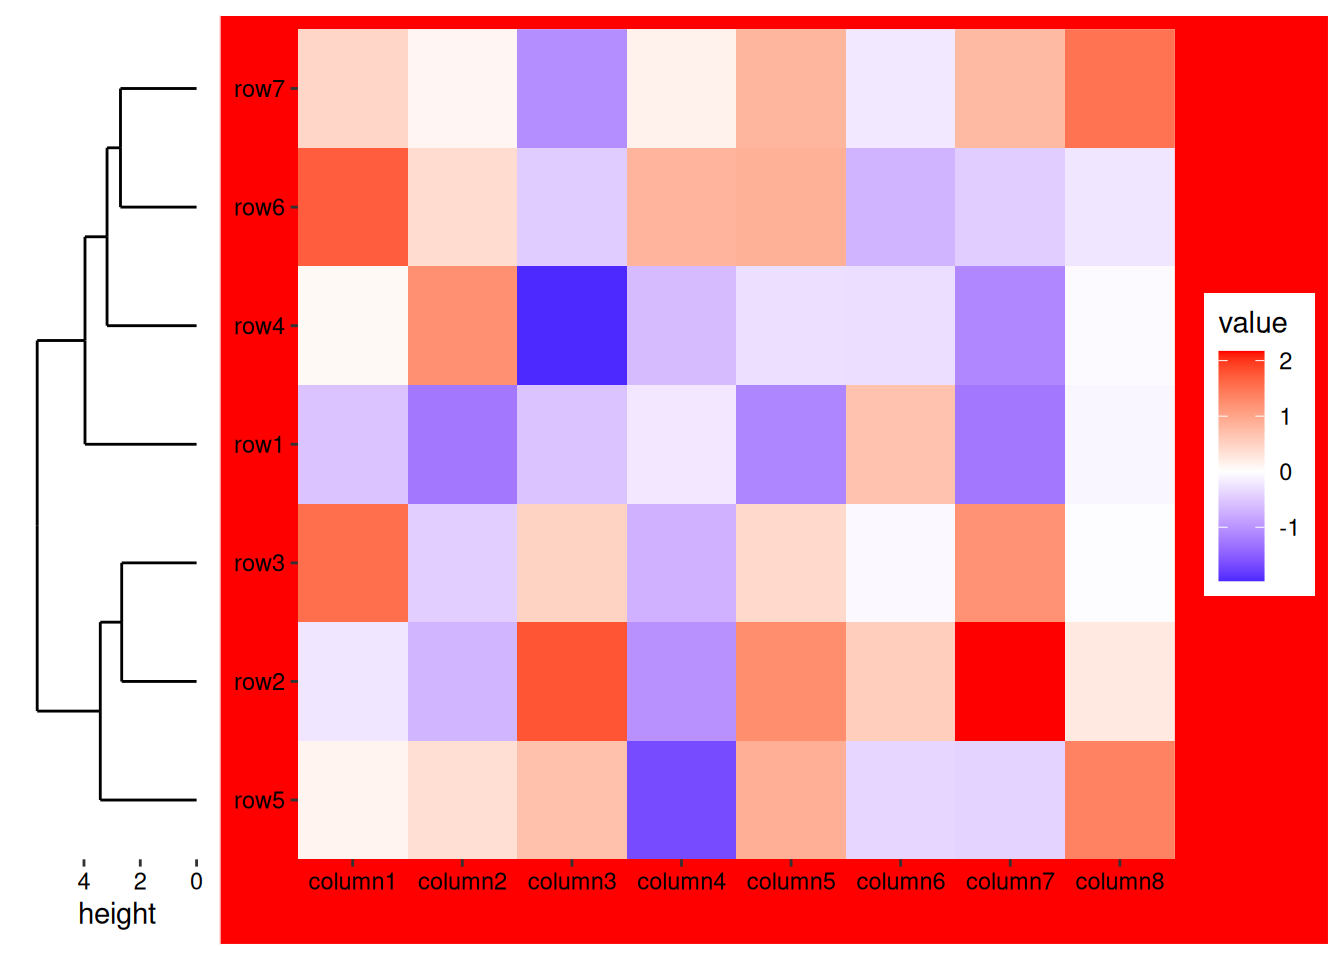 row7
row6
row4
row1
row3
row2
row5
value
2
1
0
-1
4 2 0
height
column1 column2 column3 column4 column5 column6 column7 column8